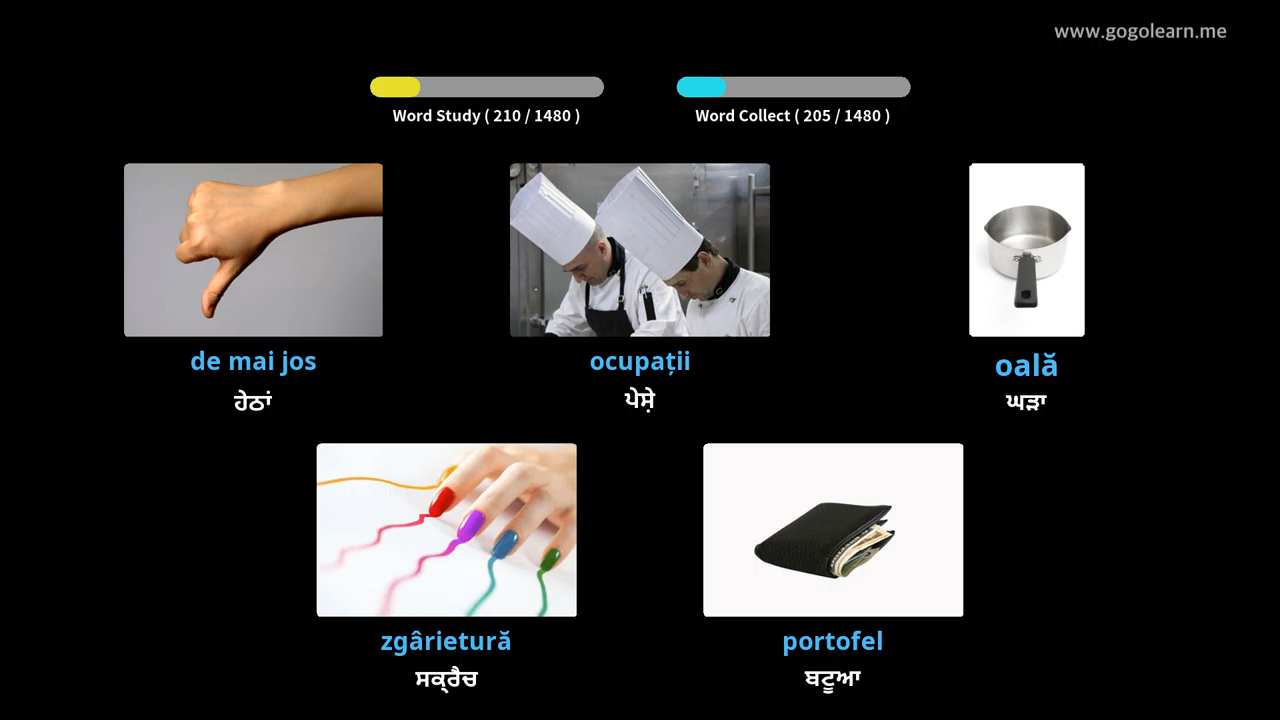 www.gogolearn.me
Word Study ( 210 / 1480 )
Word Collect ( 205 / 1480 )
de mai jos
ਹੇਠਾਂ
ocupații
ਪੇਸ਼ੇ
oală
ਘੜਾ
zgârietură
ਸਕ੍ਰੈਚ
portofel
ਬਟੂਆ